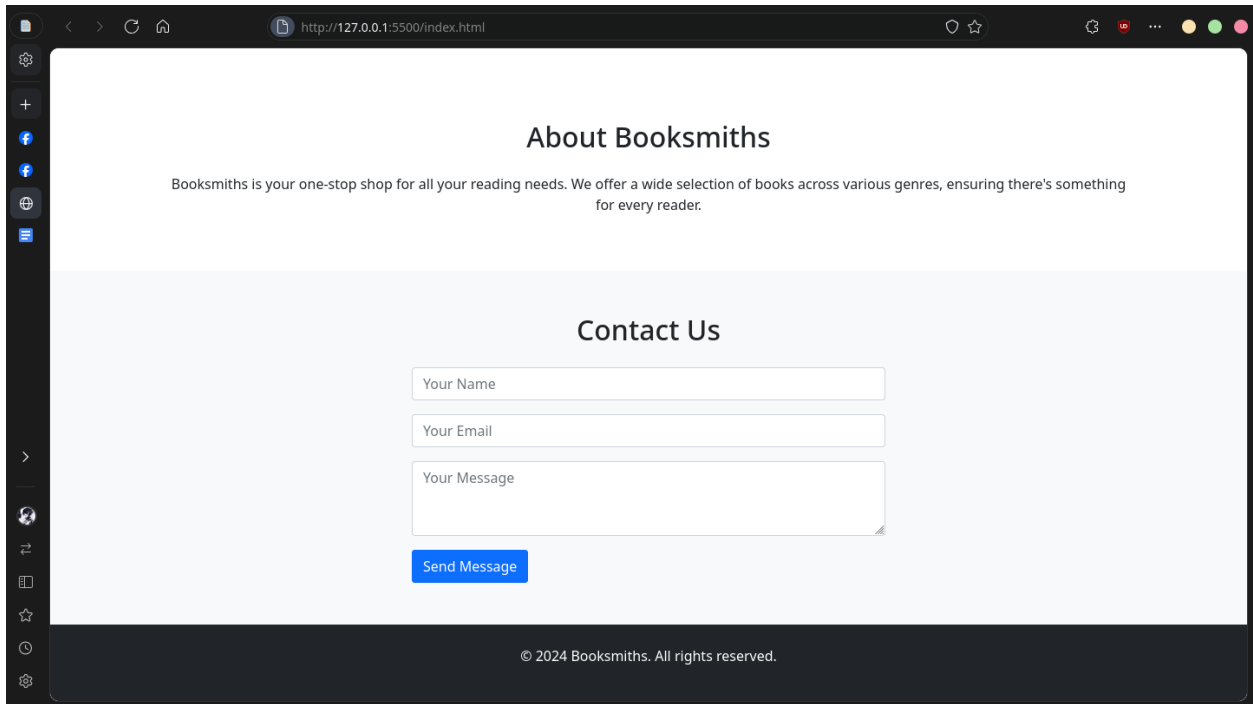 http://127.0.0.1:5500/index.html
About Booksmiths
Booksmiths is your one-stop shop for all your reading needs. We offer a wide selection of books across various genres, ensuring there's something
for every reader.
Contact Us
Your Name
Your Email
Your Message
Send Message
© 2024 Booksmiths. All rights reserved.